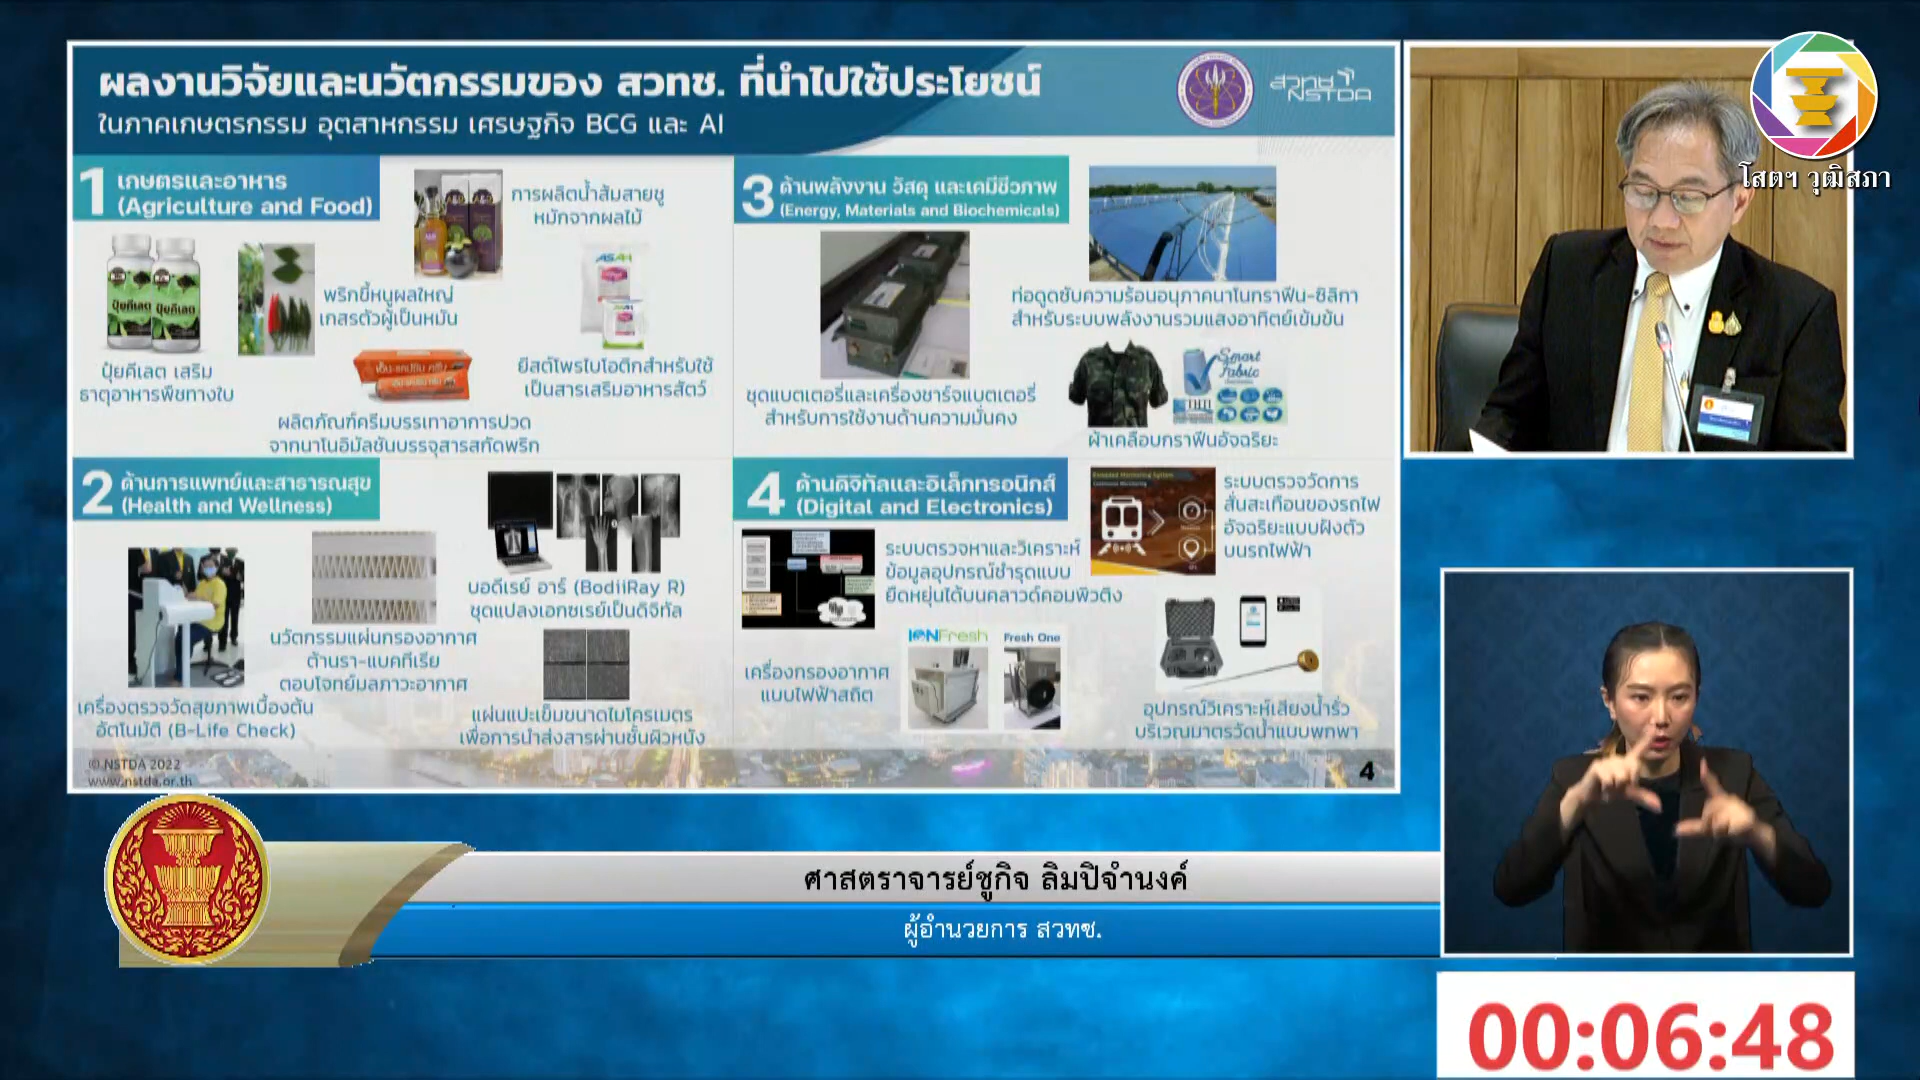 ผลงานวิจัยและนวัตกรรมของ สวทช. ที่นำไปใช้ประโยชน์
ในภาคเกษตรกรรม อุตสาหกรรม เศรษฐกิจ BCG และ AI
สวทช
NSTDA
โสตฯ วุฒิสภา
1 เกษตรและอาหาร
(Agriculture and Food)
การผลิตน้ำส้มสายชู
หมักจากผลไม้
ปุ๋ยคีเลต ปุ๋ยคีเลต
พริกขี้หนูผลใหญ่
เกสรตัวผู้เป็นหมัน
ASAH
ปุ๋ยคีเลต เสริม
ธาตุอาหารพืชทางใบ
เอ็น-แคปซิน ครีม
ยีสต์โพรไบโอติกสำหรับใช้
เป็นสารเสริมอาหารสัตว์
ผลิตภัณฑ์ครีมบรรเทาอาการปวด
จากนาโนอิมัลชันบรรจุสารสกัดพริก
3 ด้านพลังงาน วัสดุ และเคมีชีวภาพ
(Energy, Materials and Biochemicals)
ท่อดูดซับความร้อนอนุภาคนาโนกราฟีน-ซิลิกา
สำหรับระบบพลังงานรวมแสงอาทิตย์เข้มข้น
ชุดแบตเตอรี่และเครื่องชาร์จแบตเตอรี่
สำหรับการใช้งานด้านความมั่นคง
Smart
Fabric
THTI
ผ้าเคลือบกราฟีนอัจฉริยะ
2 ด้านการแพทย์และสาธารณสุข
(Health and Wellness)
บอดีเรย์ อาร์ (BodiiRay R)
ชุดแปลงเอกซเรย์เป็นดิจิทัล
นวัตกรรมแผ่นกรองอากาศ
ต้านรา-แบคทีเรีย
ตอบโจทย์มลภาวะอากาศ
เครื่องตรวจวัดสุขภาพเบื้องต้น
อัตโนมัติ (B-Life Check)
แผ่นแปะเข็มขนาดไมโครเมตร
เพื่อการนำส่งสารผ่านชั้นผิวหนัง
4 ด้านดิจิทัลและอิเล็กทรอนิกส์
(Digital and Electronics)
ระบบตรวจวัดการ
สั่นสะเทือนของรถไฟ
อัจฉริยะแบบฝังตัว
บนรถไฟฟ้า
ระบบตรวจหาและวิเคราะห์
ข้อมูลอุปกรณ์ชำรุดแบบ
ยืดหยุ่นได้บนคลาวด์คอมพิวติง
IONFresh
Fresh One
เครื่องกรองอากาศ
แบบไฟฟ้าสถิต
อุปกรณ์วิเคราะห์เสียงน้ำรั่ว
บริเวณมาตรวัดน้ำแบบพกพา
© NSTDA 2022
www.nstda.or.th
4
ศาสตราจารย์ชูกิจ ลิมปิจำนงค์
ผู้อำนวยการ สวทช.
00:06:48